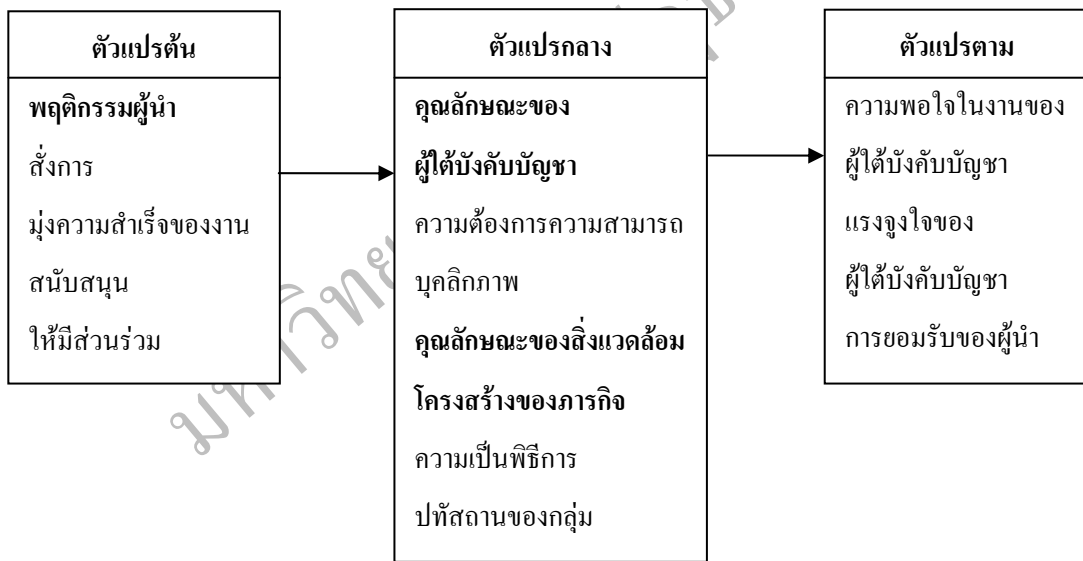 ตัวแปรต้น
พฤติกรรมผู้นำ
สั่งการ
มุ่งความสำเร็จของงาน
สนับสนุน
ให้มีส่วนร่วม
ตัวแปรกลาง
คุณลักษณะของ
ผู้ใต้บังคับบัญชา
ความต้องการความสามารถ
บุคลิกภาพ
คุณลักษณะของสิ่งแวดล้อม
โครงสร้างของภารกิจ
ความเป็นพิธีการ
ปทัสถานของกลุ่ม
ตัวแปรตาม
ความพอใจในงานของ
ผู้ใต้บังคับบัญชา
แรงจูงใจของ
ผู้ใต้บังคับบัญชา
การยอมรับของผู้นำ